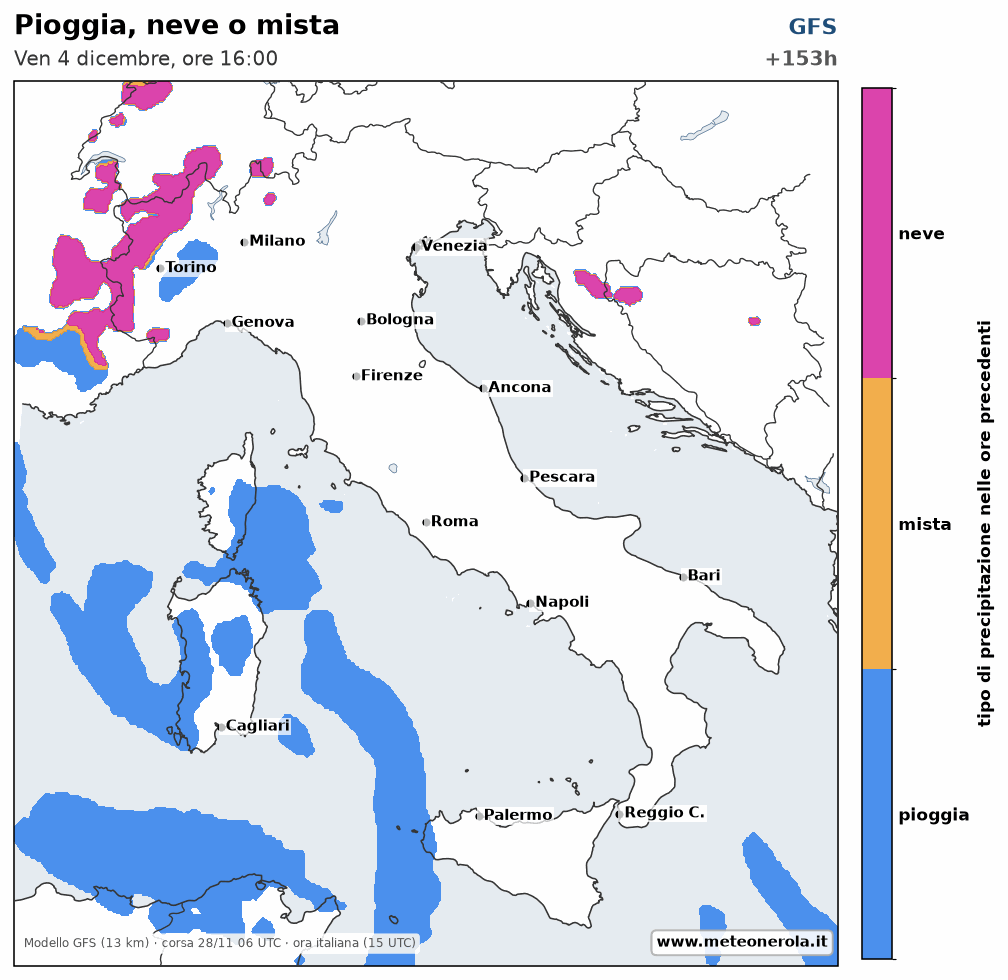 Pioggia, neve o mista
GFS
Ven 4 dicembre, ore 16:00
+153h
Milano
Venezia
Torino
Genova
Bologna
Firenze
Ancona
Pescara
Roma
Bari
Napoli
Cagliari
Palermo
Reggio C.
neve
mista
pioggia
tipo di precipitazione nelle ore precedenti
Modello GFS (13 km) · corsa 28/11 06 UTC · ora italiana (15 UTC)
www.meteonerola.it